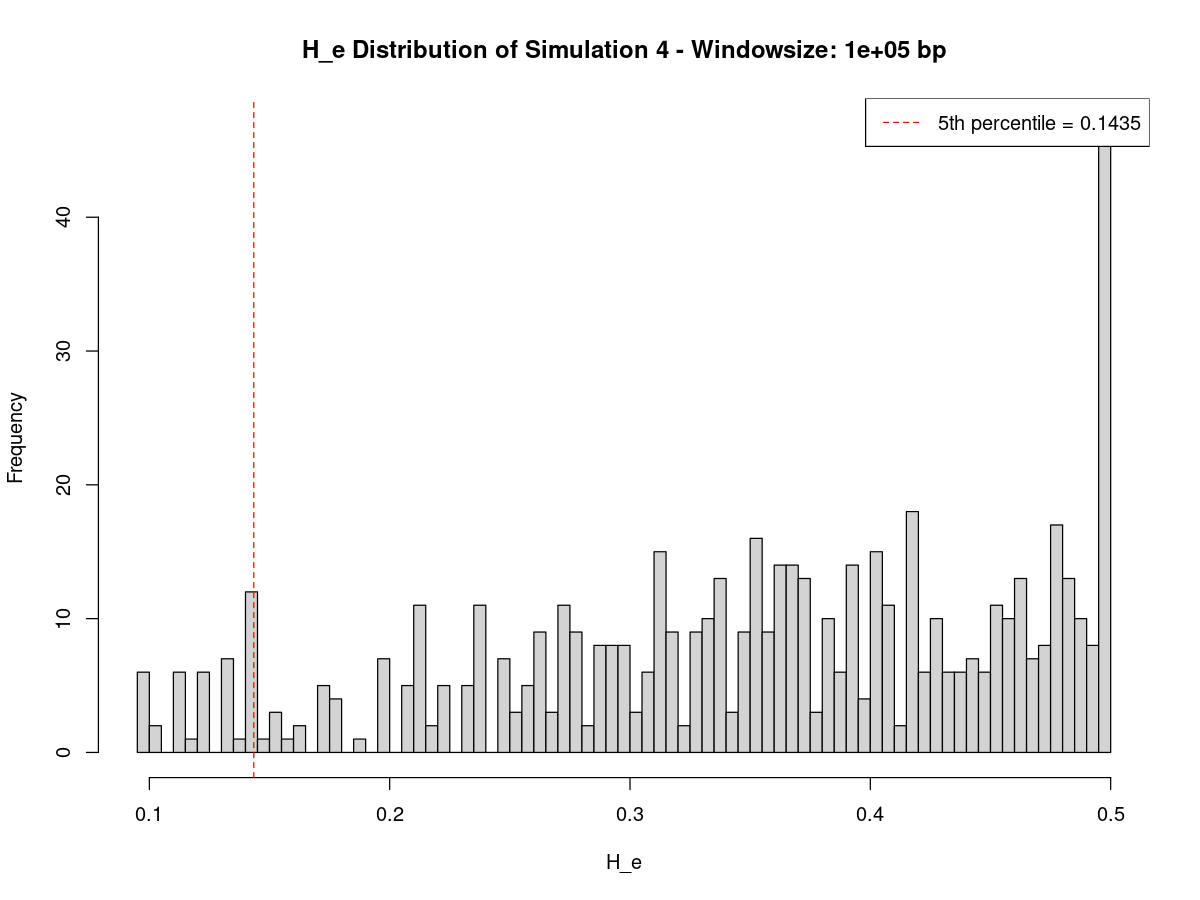 H_e Distribution of Simulation 4 - Windowsize: 1e+05 bp
5th percentile = 0.1435
Frequency
40
30
20
10
0
0.1 0.2 0.3 0.4 0.5
H_e